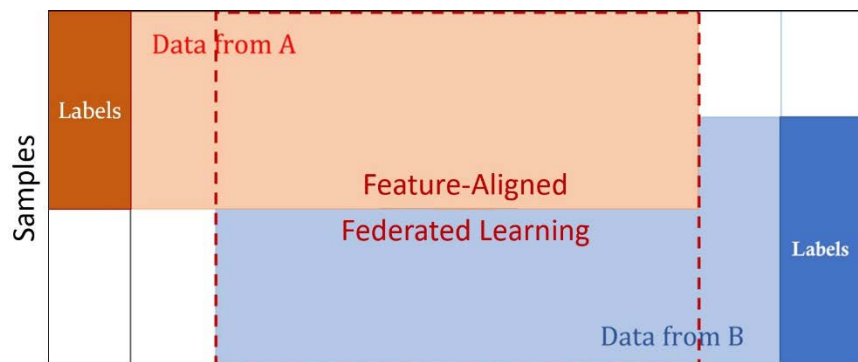 Data from A
Labels
Samples
Feature-Aligned
Federated Learning
Labels
Data from B